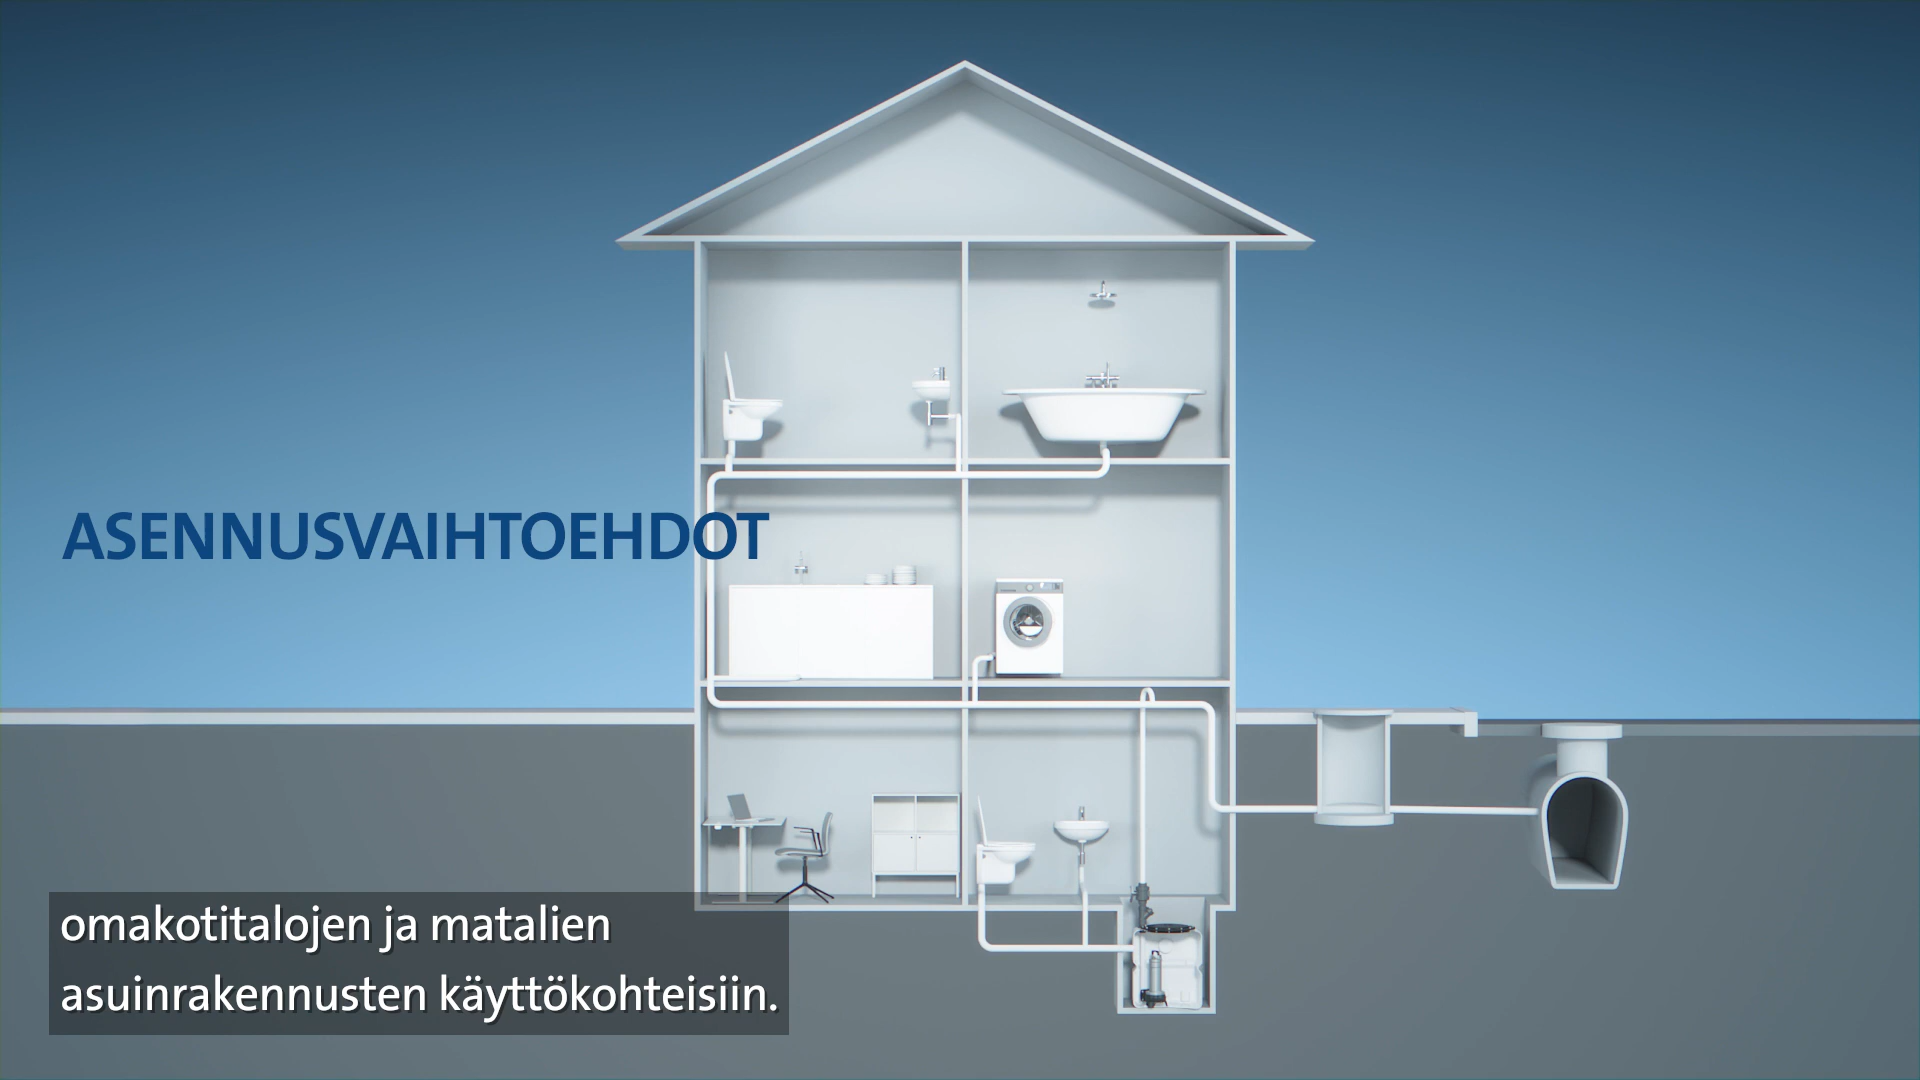 ASENNUSVAIHTOEHDOT
omakotitalojen ja matalien
asuinrakennusten käyttökohteisiin.